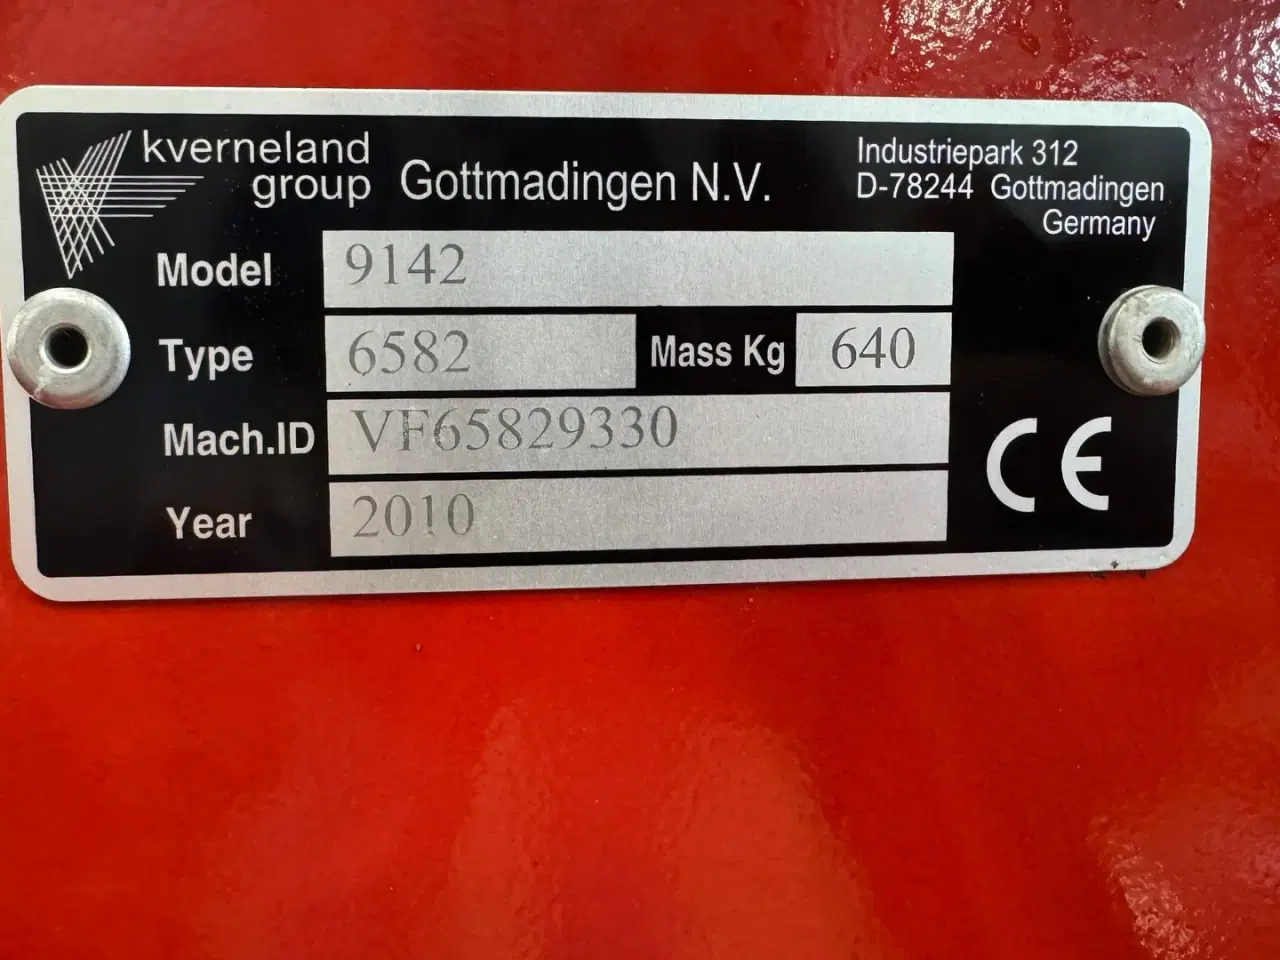 kverneland
group Gottmadingen N.V.
Industriepark 312
D-78244 Gottmadingen
Germany
Model 9142
Type 6582 Mass Kg 640
Mach.ID VF65829330
Year 2010
CE